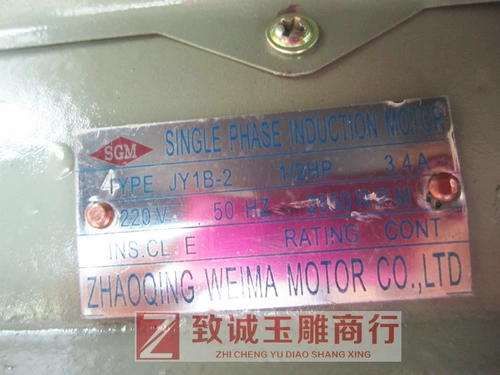 SGM
SINGLE PHASE INDUCTION MOTOR
TYPE JY1B-2 1/2HP 3.4A
220V 50 HZ
INS.CL.E RATING CONT
ZHAOQING WEIMA MOTOR CO.,LTD
致诚玉雕商行
ZHI CHENG YU DIAO SHANG XING